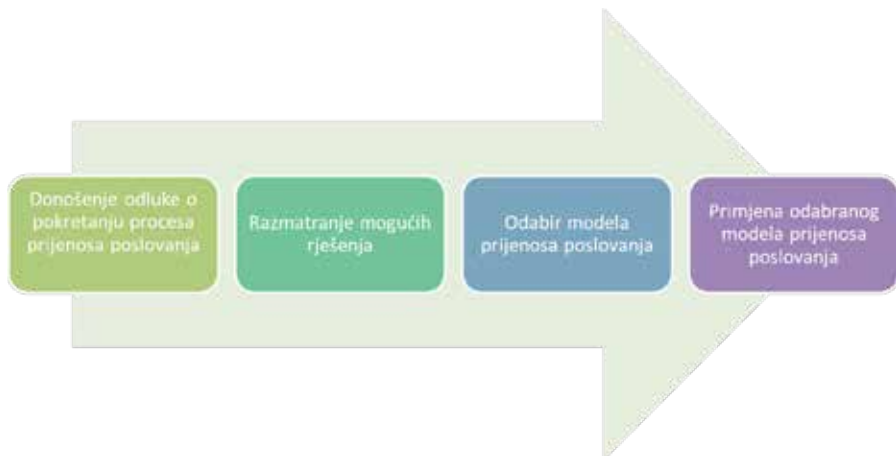 Donošenje odluke o
pokretanju procesa
prijenosa poslovanja
Razmatranje mogućih
rješenja
Odabir modela
prijenosa poslovanja
Primjena odabranog
modela prijenosa
poslovanja